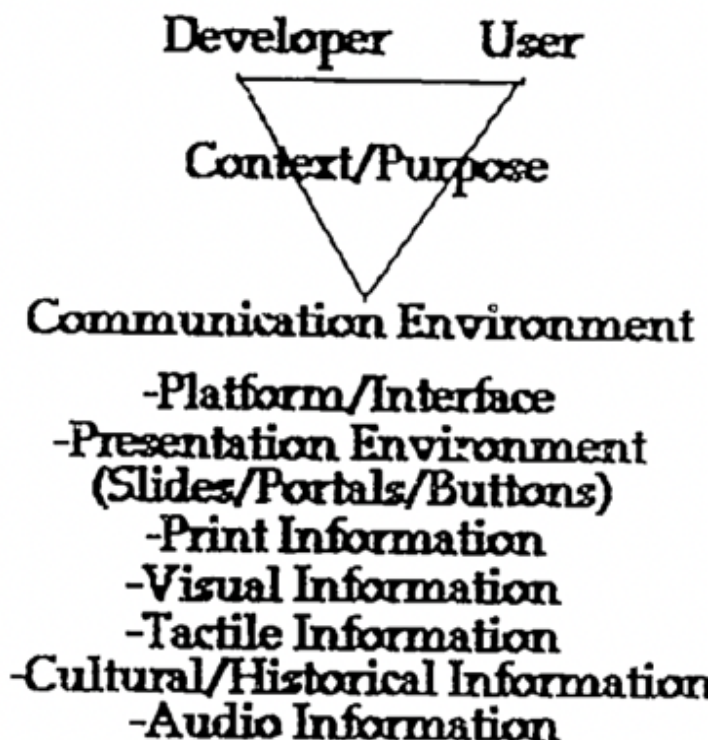 Developer User
Context/Purpose
Communication Environment
-Platform/Interface
-Presentation Environment
(Slides/Portals/Buttons)
-Print Information
-Visual Information
-Tactile Information
-Cultural/Historical Information
-Audio Information